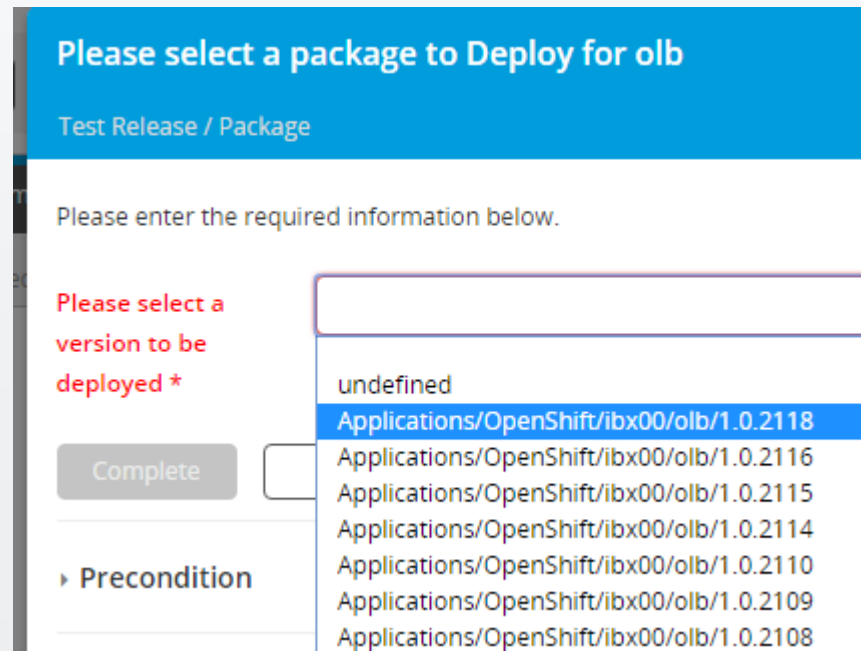 Please select a package to Deploy for olb
Test Release / Package
Please enter the required information below.
Please select a
version to be
deployed *
undefined
Applications/OpenShift/ibx00/olb/1.0.2118
Applications/OpenShift/ibx00/olb/1.0.2116
Applications/OpenShift/ibx00/olb/1.0.2115
Applications/OpenShift/ibx00/olb/1.0.2114
Applications/OpenShift/ibx00/olb/1.0.2110
Applications/OpenShift/ibx00/olb/1.0.2109
Applications/OpenShift/ibx00/olb/1.0.2108
Complete
Precondition